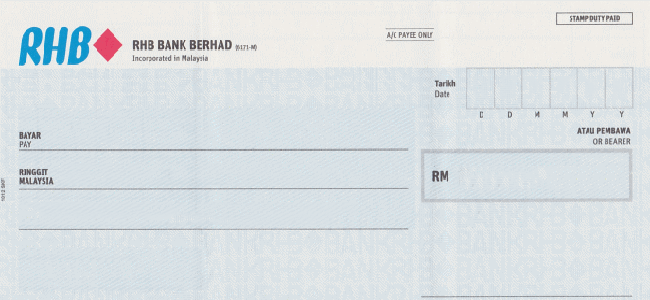 STAMP DUTY PAID
RHB
RHB BANK BERHAD (6171-M)
Incorporated in Malaysia
A/C PAYEE ONLY
Tarikh
Date
D D M M Y Y
BAYAR
PAY
ATAU PEMBAWA
OR BEARER
RINGGIT
MALAYSIA
RM